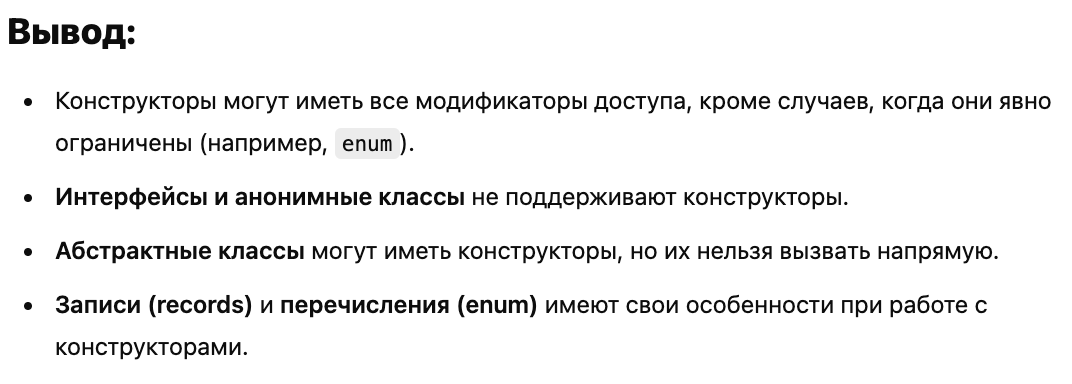 Вывод:
• Конструкторы могут иметь все модификаторы доступа, кроме случаев, когда они явно
ограничены (например, enum).
• Интерфейсы и анонимные классы не поддерживают конструкторы.
• Абстрактные классы могут иметь конструкторы, но их нельзя вызвать напрямую.
• Записи (records) и перечисления (enum) имеют свои особенности при работе с
конструкторами.